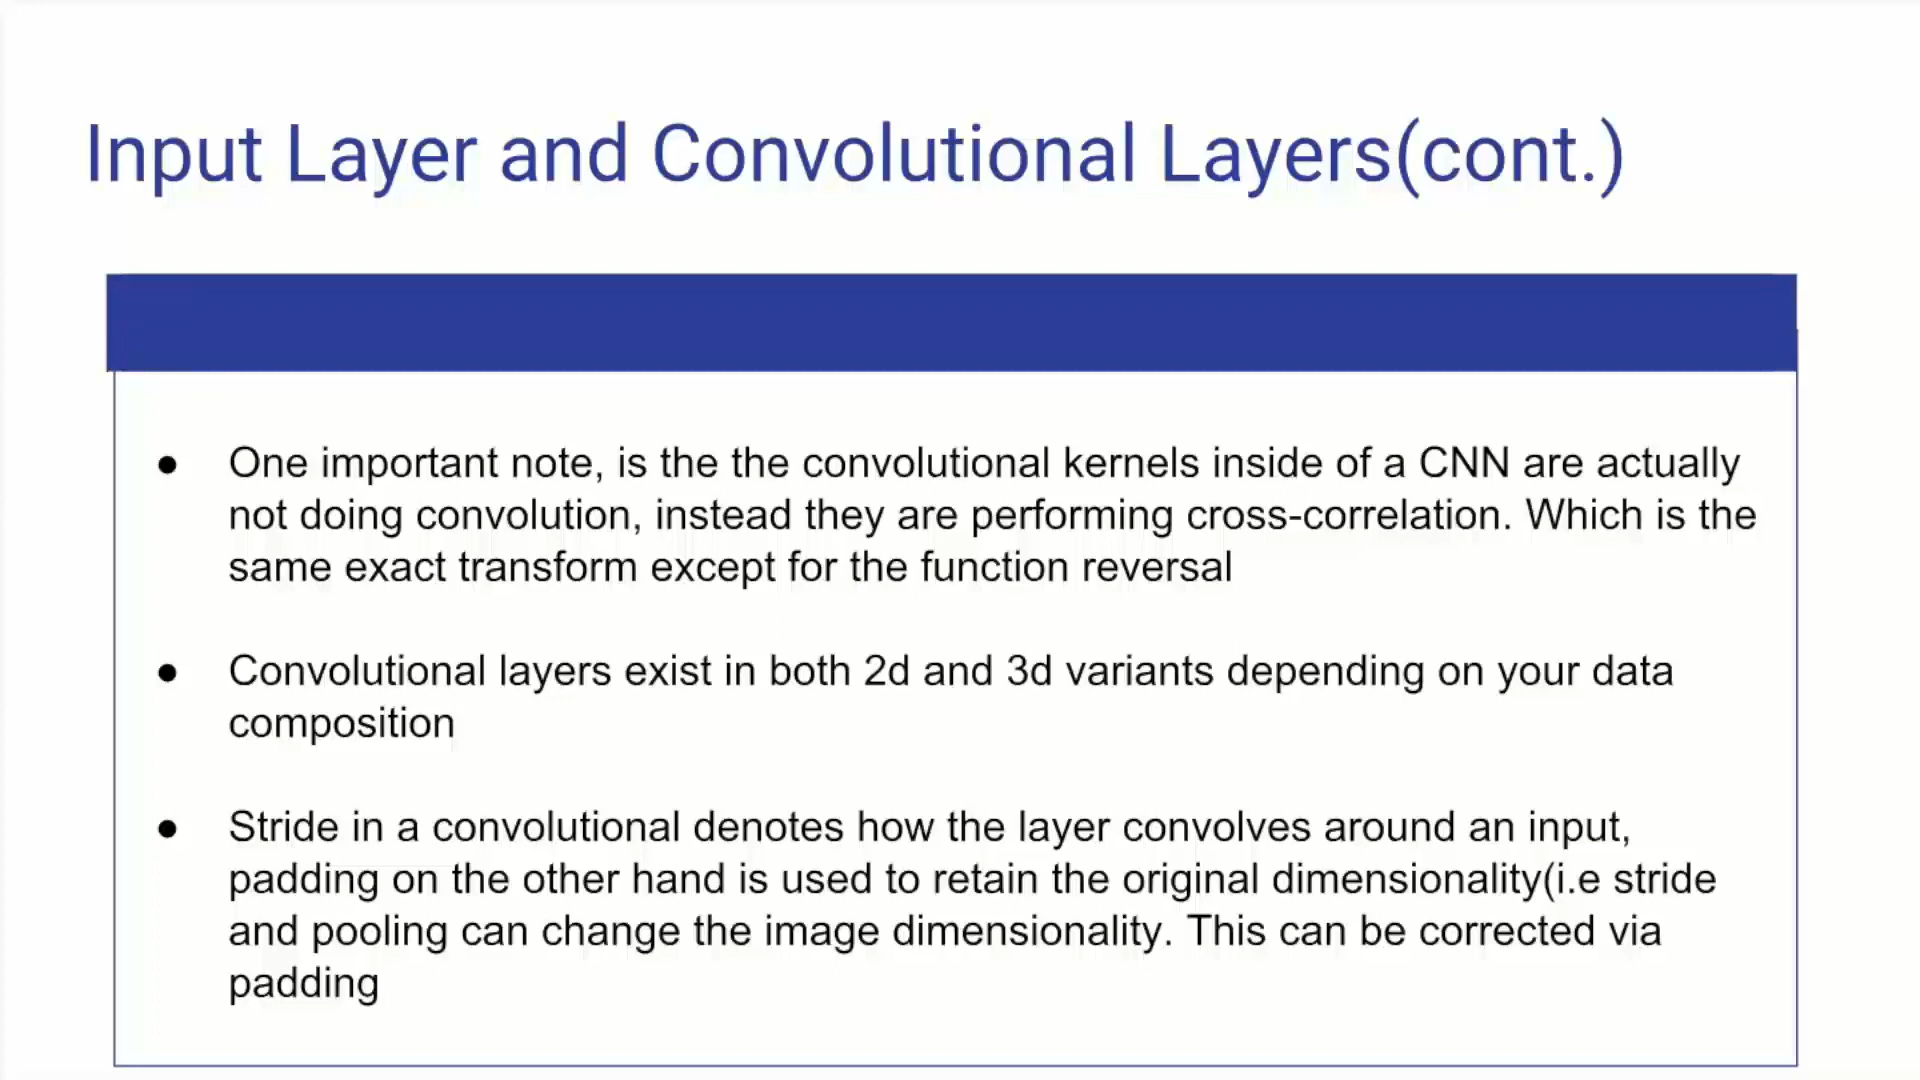 Input Layer and Convolutional Layers(cont.)
● One important note, is the the convolutional kernels inside of a CNN are actually
not doing convolution, instead they are performing cross-correlation. Which is the
same exact transform except for the function reversal
● Convolutional layers exist in both 2d and 3d variants depending on your data
composition
● Stride in a convolutional denotes how the layer convolves around an input,
padding on the other hand is used to retain the original dimensionality(i.e stride
and pooling can change the image dimensionality. This can be corrected via
padding